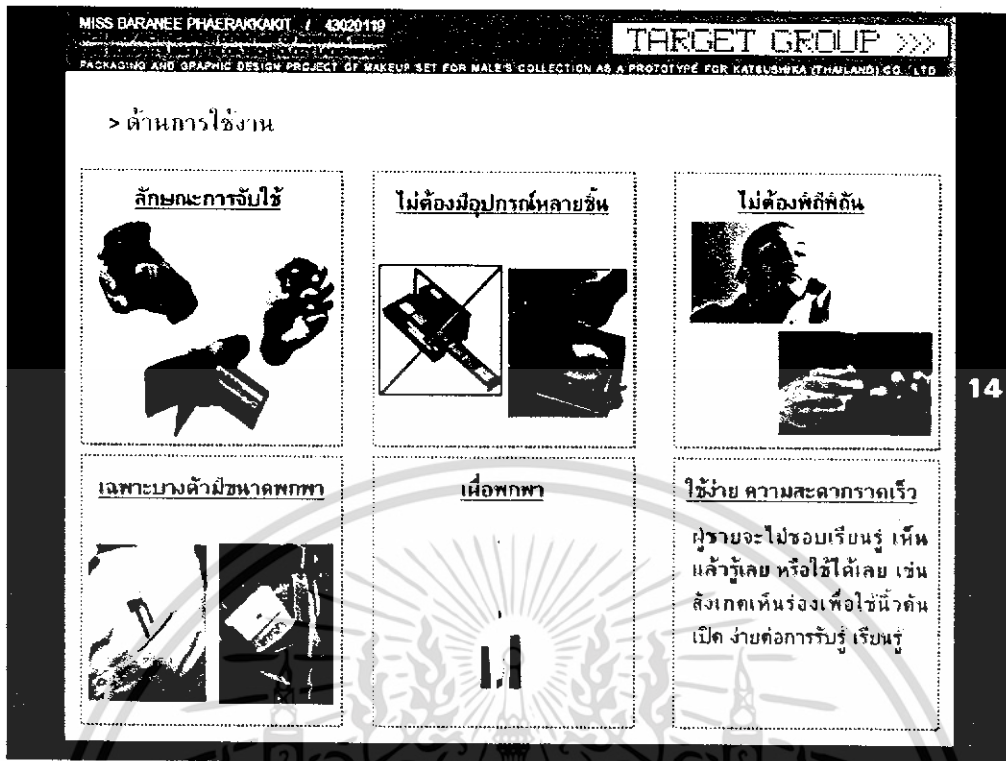 MISS BARANEE PHAERAKKAKIT / 43020119
TARGET GROUP >>>
PACKAGING AND GRAPHIC DESIGN PROJECT OF MAKEUP SET FOR MALE'S COLLECTION AS A PROTOTYPE FOR KATSUSHIKA (THAILAND) CO., LTD
> ด้านการใช้งาน
ลักษณะการจับใช้
ไม่ต้องมีอุปกรณ์หลายชิ้น
ไม่ต้องพิถีพิถัน
14
เฉพาะบางตัวมีขนาดพกพา
เผื่อพกพา
ใช้ง่าย ความสะดวกรวดเร็ว
ผู้ชายจะไม่ชอบเรียนรู้ เห็น
แล้วรู้เลย หรือใช้ได้เลย เช่น
สังเกตเห็นร่องเพื่อใช้นิ้วดัน
เปิด ง่ายต่อการรับรู้ เรียนรู้